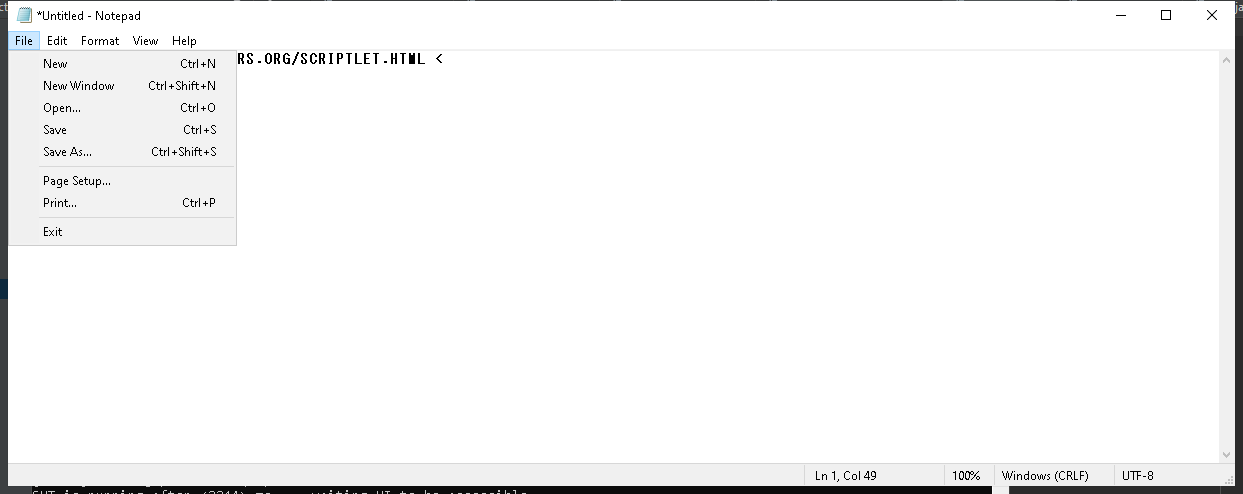 *Untitled - Notepad
File Edit Format View Help
RS.ORG/SCRIPTLET.HTML <
New Ctrl+N
New Window Ctrl+Shift+N
Open... Ctrl+O
Save Ctrl+S
Save As... Ctrl+Shift+S
Page Setup...
Print... Ctrl+P
Exit
Ln 1, Col 49 100% Windows (CRLF) UTF-8